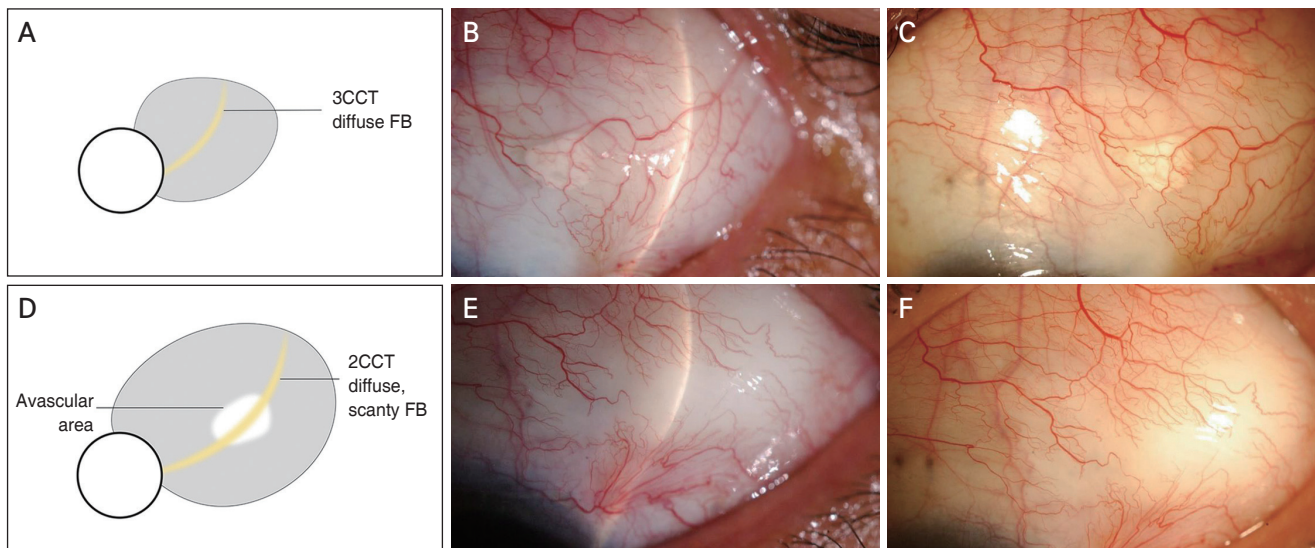 A
3CCT
diffuse FB
B
C
D
Avascular
area
2CCT
diffuse,
scanty FB
E
F